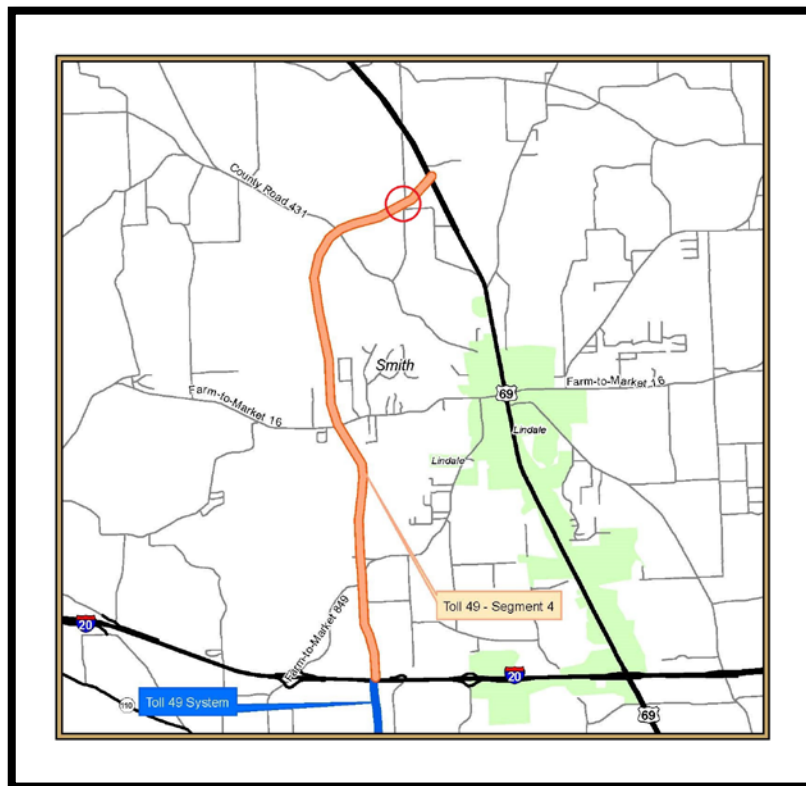 County Road 431
Smith
Farm-to-Market 16
69
Farm-to-Market 16
Lindale
Lindale
Toll 49 - Segment 4
Farm-to-Market 849
20
20
110
Toll 49 System
69